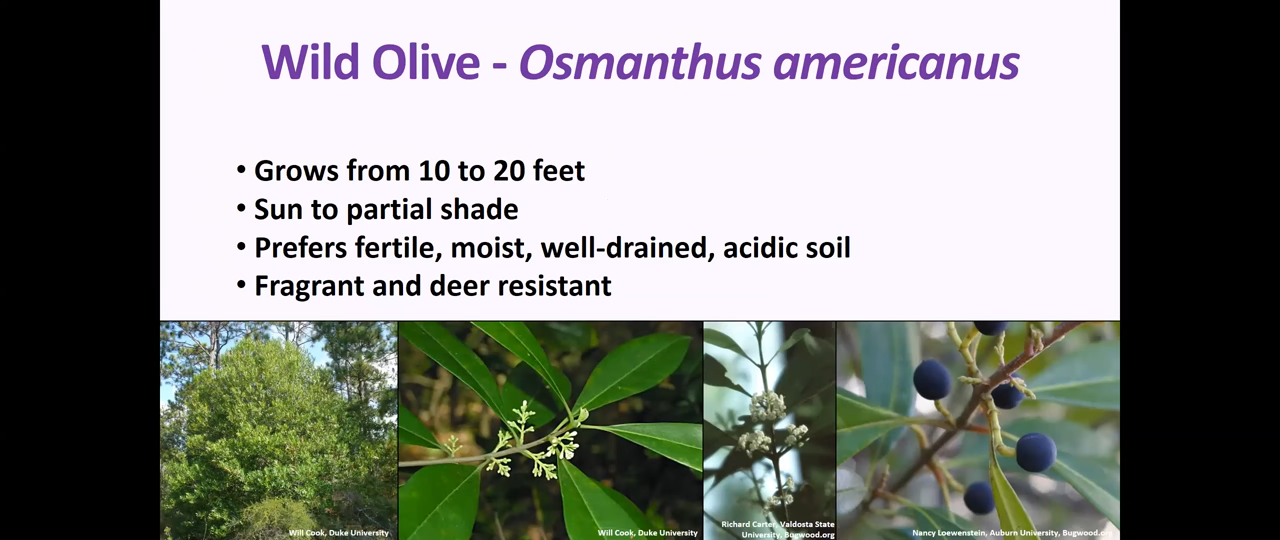 Wild Olive - Osmanthus americanus
• Grows from 10 to 20 feet
• Sun to partial shade
• Prefers fertile, moist, well-drained, acidic soil
• Fragrant and deer resistant
Will Cook, Duke University
Will Cook, Duke University
Richard Carter, Valdosta State
University, Bugwood.org
Nancy Loewenstein, Auburn University, Bugwood.org